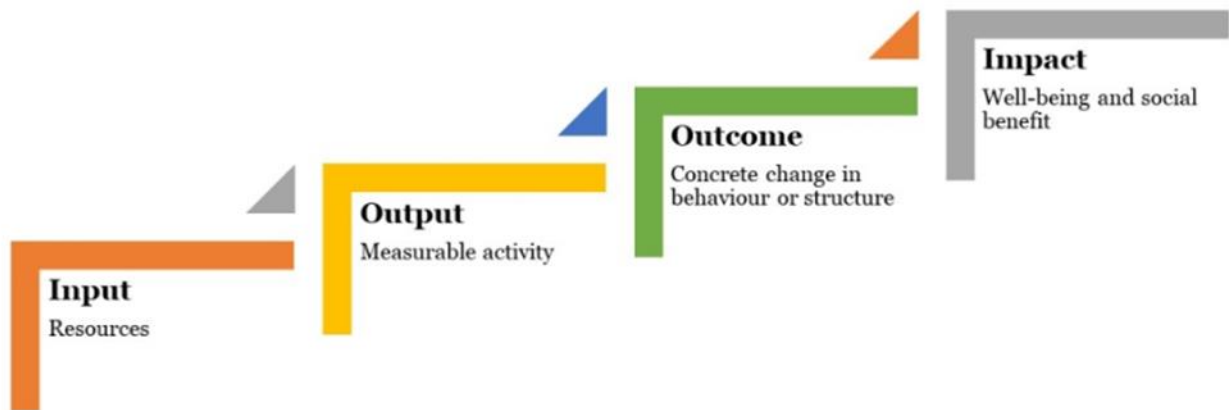 Input
Resources
Output
Measurable activity
Outcome
Concrete change in
behaviour or structure
Impact
Well-being and social
benefit